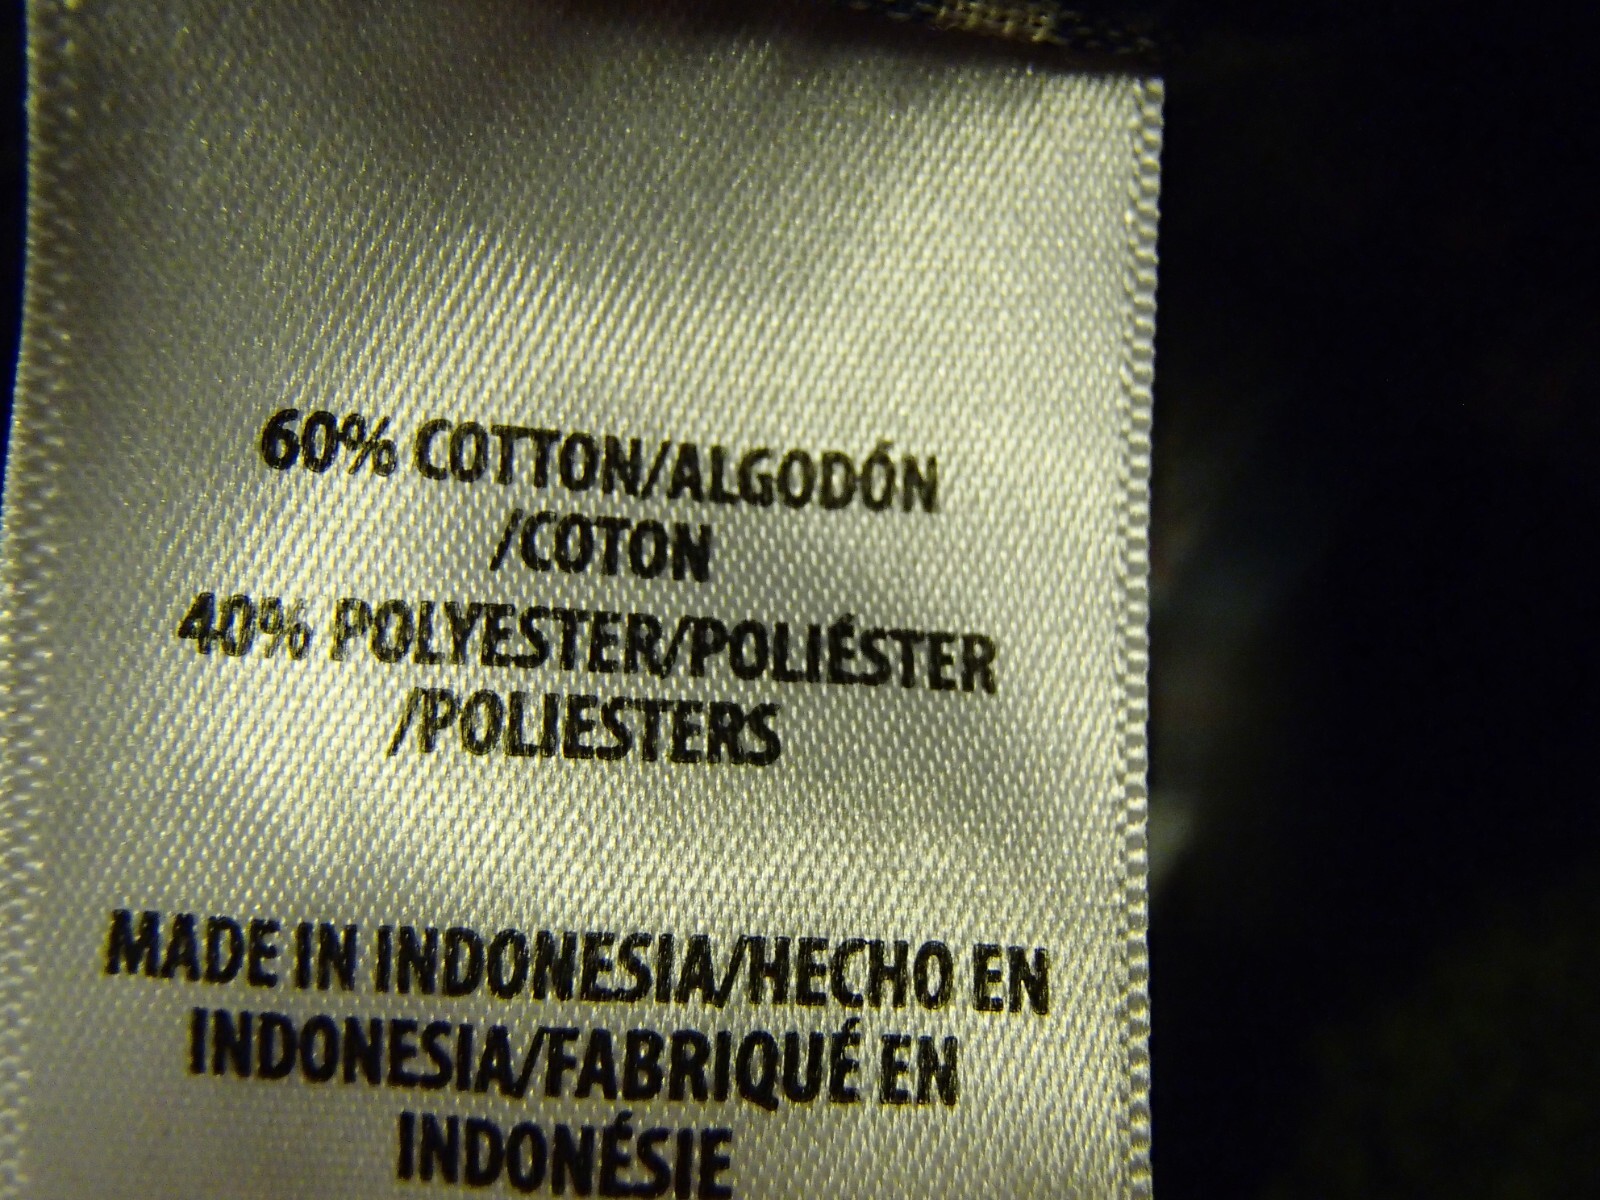 60% COTTON/ALGODÓN
/COTON
40% POLYESTER/POLIÉSTER
/POLIESTERS
MADE IN INDONESIA/HECHO EN
INDONESIA/FABRIQUÉ EN
INDONÉSIE